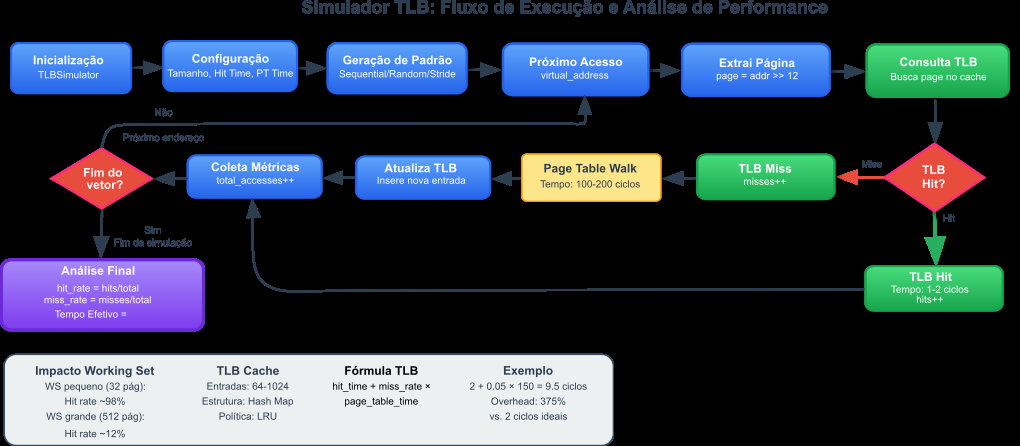 Simulador TLB: Fluxo de Execução e Análise de Performance
Inicialização
TLBSimulator
Configuração
Tamanho, Hit Time, PT Time
Geração de Padrão
Sequential/Random/Stride
Próximo Acesso
virtual_address
Extrai Página
page = addr >> 12
Consulta TLB
Busca page no cache
Não
Próximo endereço
Fim do
vetor?
Coleta Métricas
total_accesses++
Atualiza TLB
Insere nova entrada
Page Table Walk
Tempo: 100-200 ciclos
TLB Miss
misses++
Miss
TLB
Hit?
Hit
Sim
Fim da simulação
Análise Final
hit_rate = hits/total
miss_rate = misses/total
Tempo Efetivo =
TLB Hit
Tempo: 1-2 ciclos
hits++
Impacto Working Set
WS pequeno (32 pág):
Hit rate ~98%
WS grande (512 pág):
Hit rate ~12%
TLB Cache
Entradas: 64-1024
Estrutura: Hash Map
Política: LRU
Fórmula TLB
hit_time + miss_rate ×
page_table_time
Exemplo
2 + 0.05 × 150 = 9.5 ciclos
Overhead: 375%
vs. 2 ciclos ideais